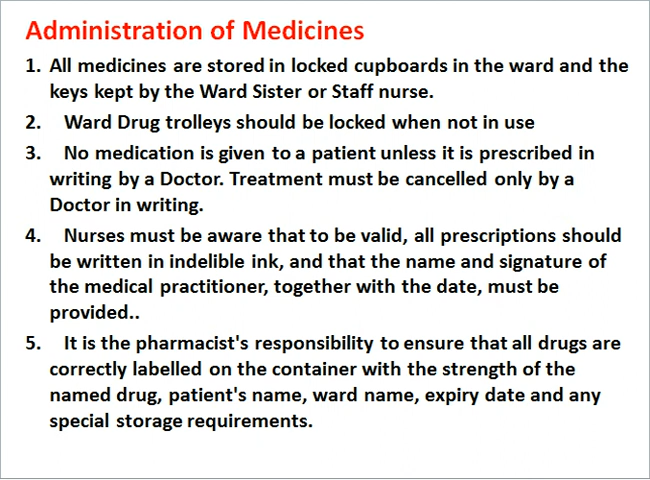 Administration of Medicines
1. All medicines are stored in locked cupboards in the ward and the
keys kept by the Ward Sister or Staff nurse.
2. Ward Drug trolleys should be locked when not in use
3. No medication is given to a patient unless it is prescribed in
writing by a Doctor. Treatment must be cancelled only by a
Doctor in writing.
4. Nurses must be aware that to be valid, all prescriptions should
be written in indelible ink, and that the name and signature of
the medical practitioner, together with the date, must be
provided..
5. It is the pharmacist's responsibility to ensure that all drugs are
correctly labelled on the container with the strength of the
named drug, patient's name, ward name, expiry date and any
special storage requirements.